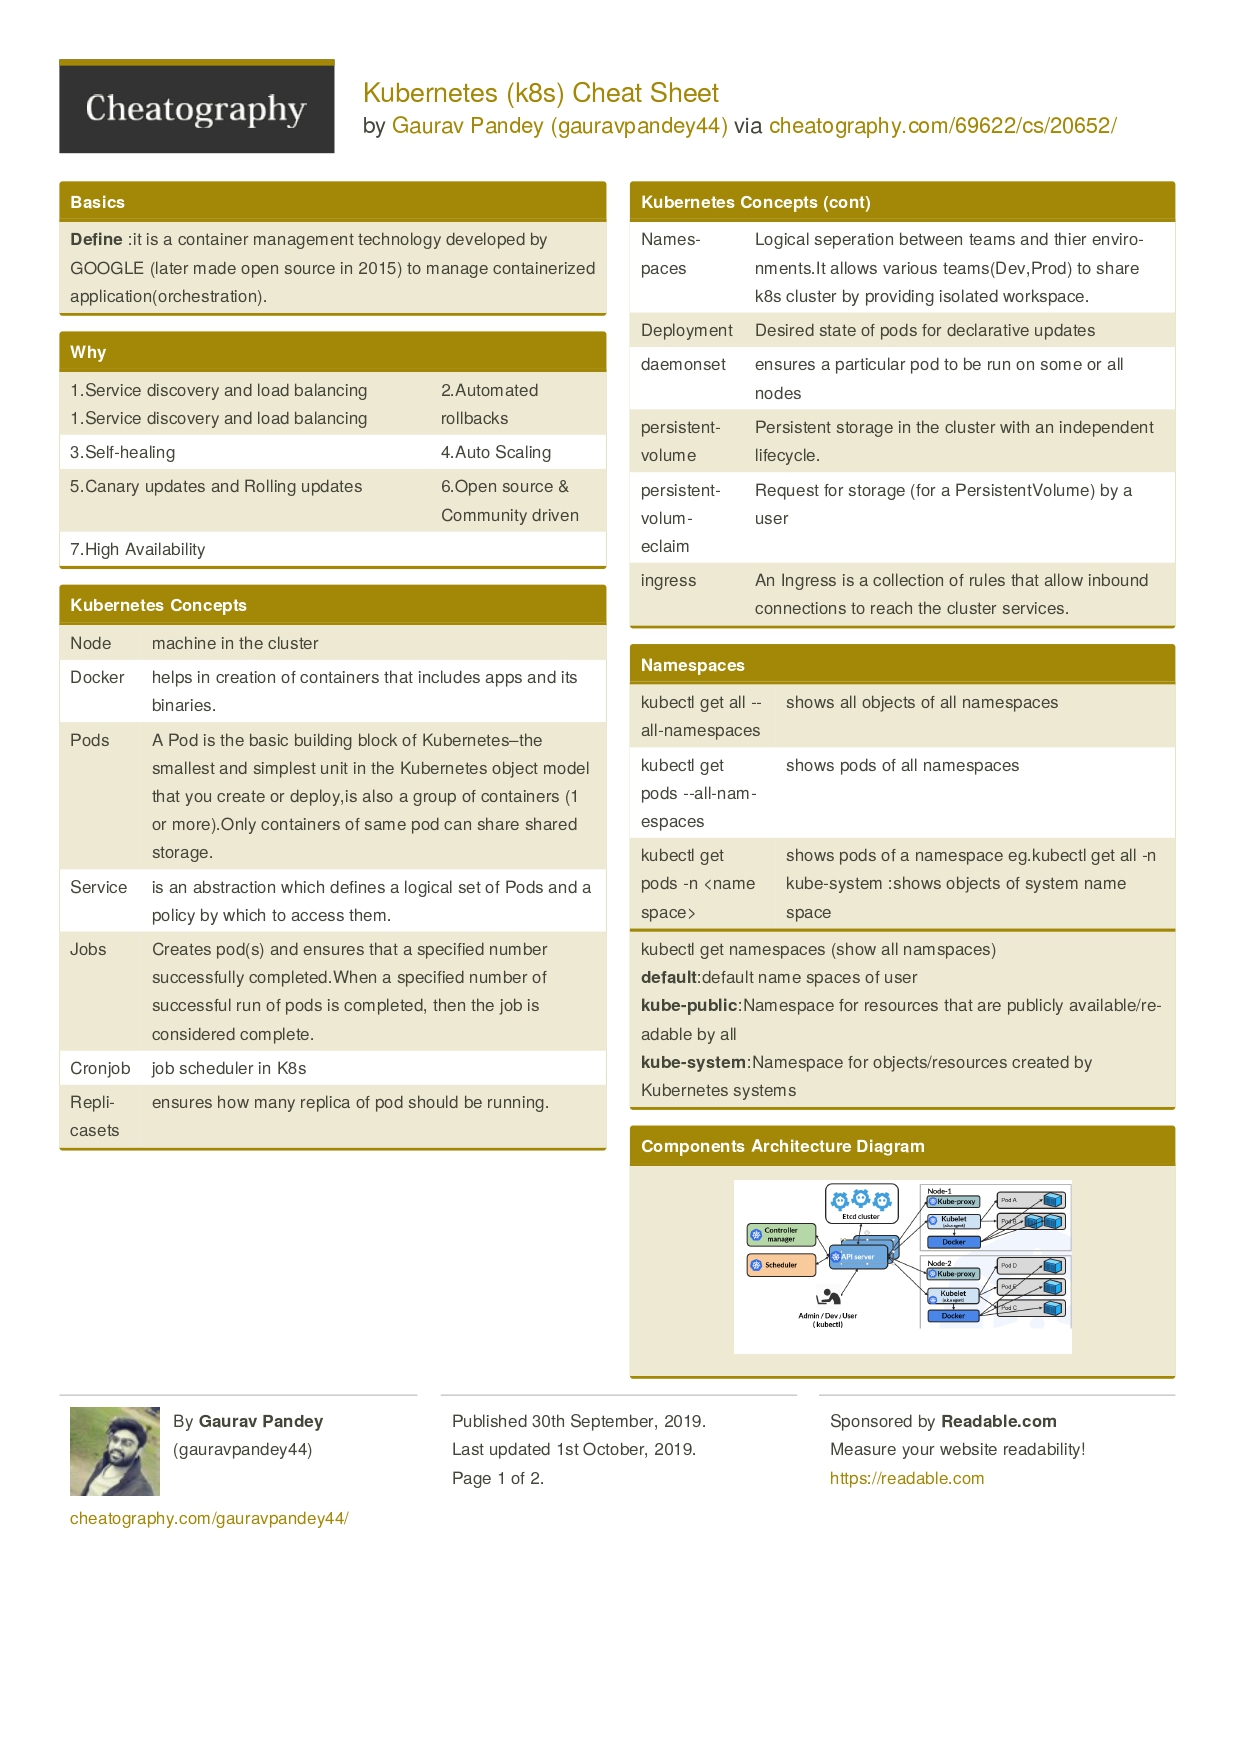 Cheatography
Kubernetes (k8s) Cheat Sheet
by Gaurav Pandey (gauravpandey44) via cheatography.com/69622/cs/20652/
Basics
Define :it is a container management technology developed by
GOOGLE (later made open source in 2015) to manage containerized
application(orchestration).
Why
1.Service discovery and load balancing
1.Service discovery and load balancing
2.Automated
rollbacks
3.Self-healing
4.Auto Scaling
5.Canary updates and Rolling updates
6.Open source &
Community driven
7.High Availability
Kubernetes Concepts
Node
machine in the cluster
Docker
helps in creation of containers that includes apps and its
binaries.
Pods
A Pod is the basic building block of Kubernetes–the
smallest and simplest unit in the Kubernetes object model
that you create or deploy,is also a group of containers (1
or more).Only containers of same pod can share shared
storage.
Service
is an abstraction which defines a logical set of Pods and a
policy by which to access them.
Jobs
Creates pod(s) and ensures that a specified number
successfully completed.When a specified number of
successful run of pods is completed, then the job is
considered complete.
Cronjob
job scheduler in K8s
Repli-
casets
ensures how many replica of pod should be running.
Kubernetes Concepts (cont)
Names-
paces
Logical seperation between teams and thier enviro-
nments.It allows various teams(Dev,Prod) to share
k8s cluster by providing isolated workspace.
Deployment
Desired state of pods for declarative updates
daemonset
ensures a particular pod to be run on some or all
nodes
persistent-
volume
Persistent storage in the cluster with an independent
lifecycle.
persistent-
volum-
eclaim
Request for storage (for a PersistentVolume) by a
user
ingress
An Ingress is a collection of rules that allow inbound
connections to reach the cluster services.
Namespaces
kubectl get all --
all-namespaces
shows all objects of all namespaces
kubectl get
pods --all-nam-
espaces
shows pods of all namespaces
kubectl get
pods -n <name
space>
shows pods of a namespace eg.kubectl get all -n
kube-system :shows objects of system name
space
kubectl get namespaces (show all namspaces)
default:default name spaces of user
kube-public:Namespace for resources that are publicly available/re-
adable by all
kube-system:Namespace for objects/resources created by
Kubernetes systems
Components Architecture Diagram
Etcd cluster
Controller
manager
Scheduler
API server
Admin / Dev / User
( kubectl)
Node-1
Kube-proxy
Kubelet
(a.k.a agent)
Docker
Pod A
Pod B
Node-2
Kube-proxy
Kubelet
(a.k.a agent)
Docker
Pod D
Pod E
Pod C
By Gaurav Pandey
(gauravpandey44)
cheatography.com/gauravpandey44/
Published 30th September, 2019.
Last updated 1st October, 2019.
Page 1 of 2.
Sponsored by Readable.com
Measure your website readability!
https://readable.com